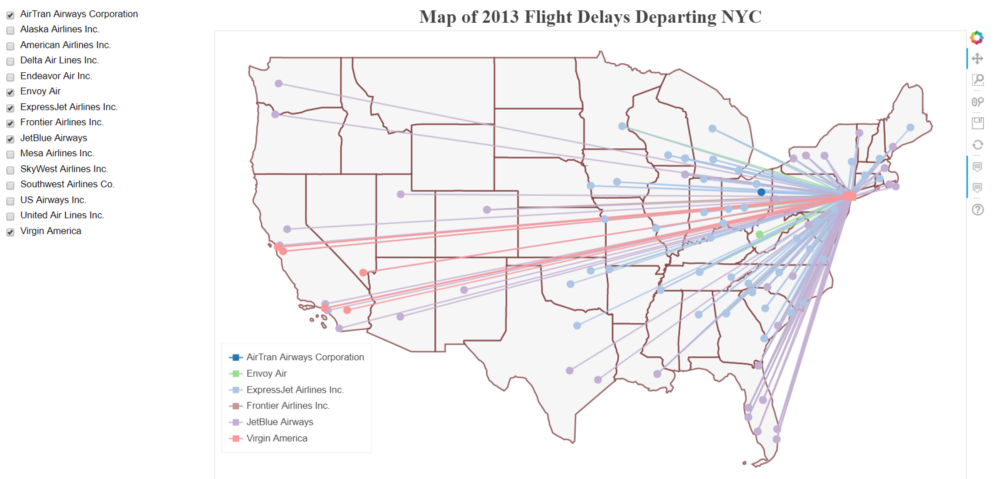 Map of 2013 Flight Delays Departing NYC
AirTran Airways Corporation
Alaska Airlines Inc.
American Airlines Inc.
Delta Air Lines Inc.
Endeavor Air Inc.
Envoy Air
ExpressJet Airlines Inc.
Frontier Airlines Inc.
JetBlue Airways
Mesa Airlines Inc.
SkyWest Airlines Inc.
Southwest Airlines Co.
US Airways Inc.
United Air Lines Inc.
Virgin America
AirTran Airways Corporation
Envoy Air
ExpressJet Airlines Inc.
Frontier Airlines Inc.
JetBlue Airways
Virgin America